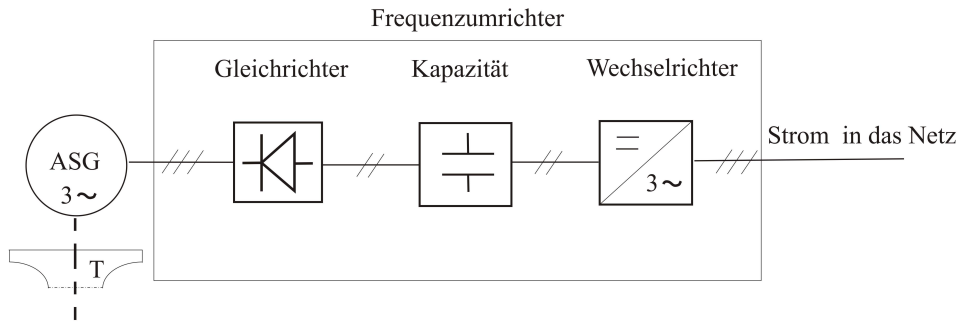 Frequenzumrichter
Gleichrichter
Kapazität
Wechselrichter
ASG
3~
3~
Strom in das Netz
T